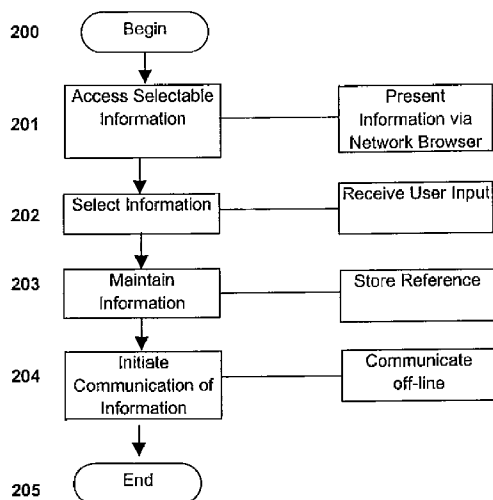 200
Begin
201
Access Selectable
Information
Present
Information via
Network Browser
202
Select Information
Receive User Input
203
Maintain
Information
Store Reference
204
Initiate
Communication of
Information
Communicate
off-line
205
End